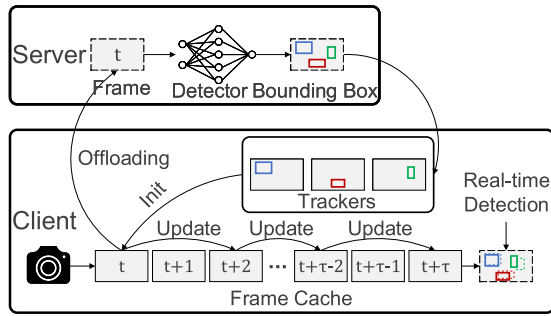 Server
t
Frame
Detector
Bounding Box
Offloading
Init
Trackers
Real-time
Detection
Client
Update
Update
Update
t
t+1
t+2
...
t+τ-2
t+τ-1
t+τ
Frame Cache